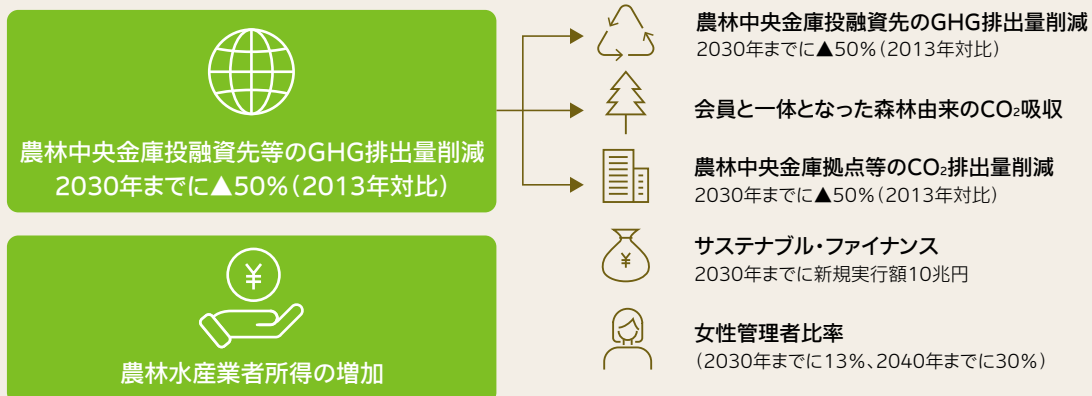 農林中央金庫投融資先等のGHG排出量削減
2030年までに▲50%(2013年対比)
¥
農林水産業者所得の増加
農林中央金庫投融資先のGHG排出量削減
2030年までに▲50%(2013年対比)
会員と一体となった森林由来のCO₂吸収
農林中央金庫拠点等のCO₂排出量削減
2030年までに▲50%(2013年対比)
¥
サステナブル・ファイナンス
2030年までに新規実行額10兆円
女性管理者比率
(2030年までに13%、2040年までに30%)